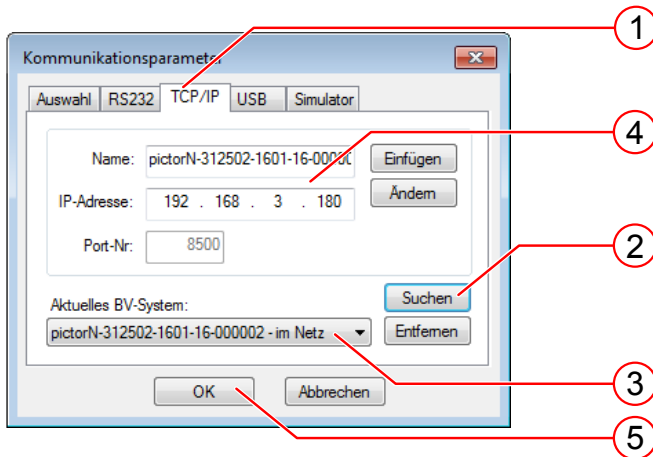 1
Kommunikationsparameter
Auswahl RS232 TCP/IP USB Simulator
4
Name: pictorN-312502-1601-16-00000 Einfügen
IP-Adresse: 192 . 168 . 3 . 180 Ändern
Port-Nr: 8500
2
Aktuelles BV-System: Suchen
pictorN-312502-1601-16-000002 - im Netz Entfernen
OK Abbrechen
3
5